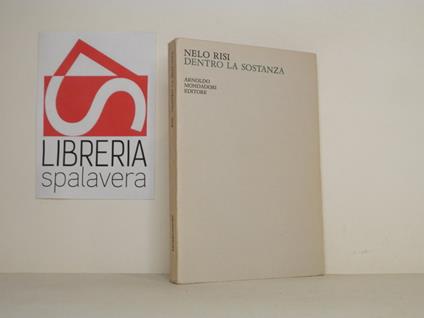 LIBRERIA
spalavera
NELO RISI
DENTRO LA SOSTANZA
ARNOLDO
MONDADORI
EDITORE